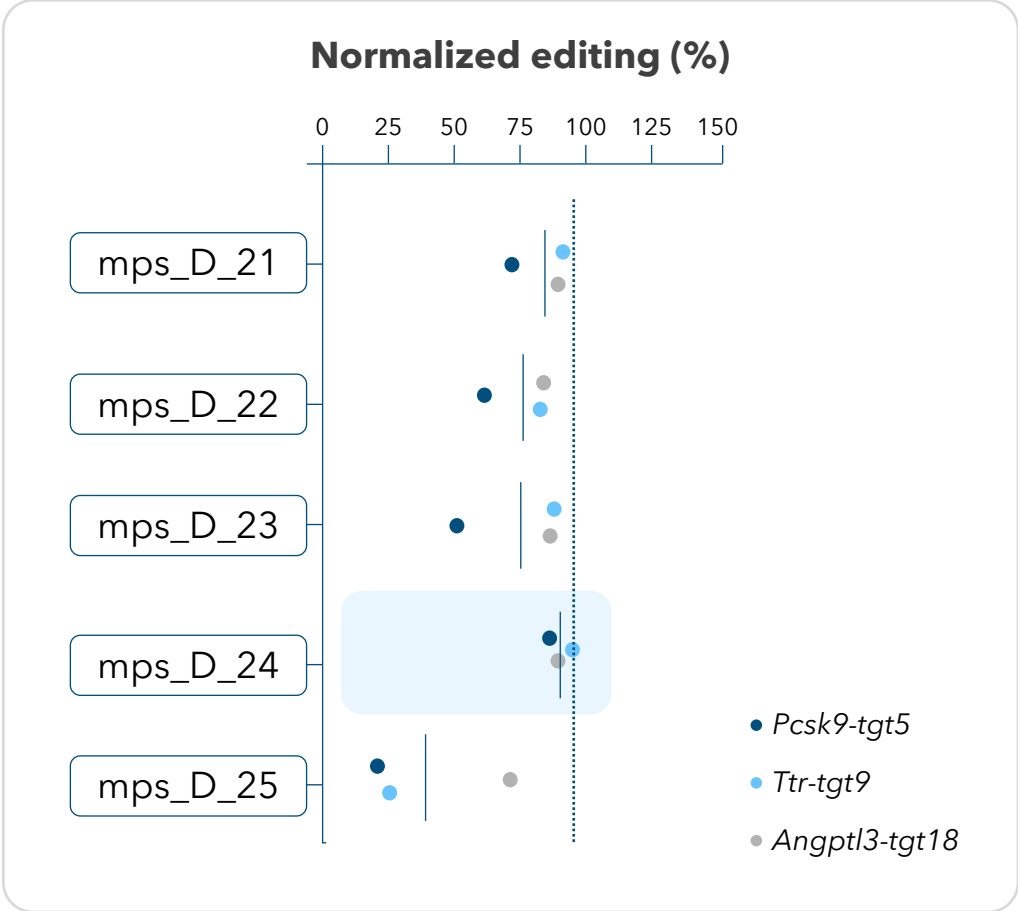 Normalized editing (%)
0 25 50 75 100 125 150
mps_D_21
mps_D_22
mps_D_23
mps_D_24
mps_D_25
Pcsk9-tgt5
Ttr-tgt9
Angptl3-tgt18